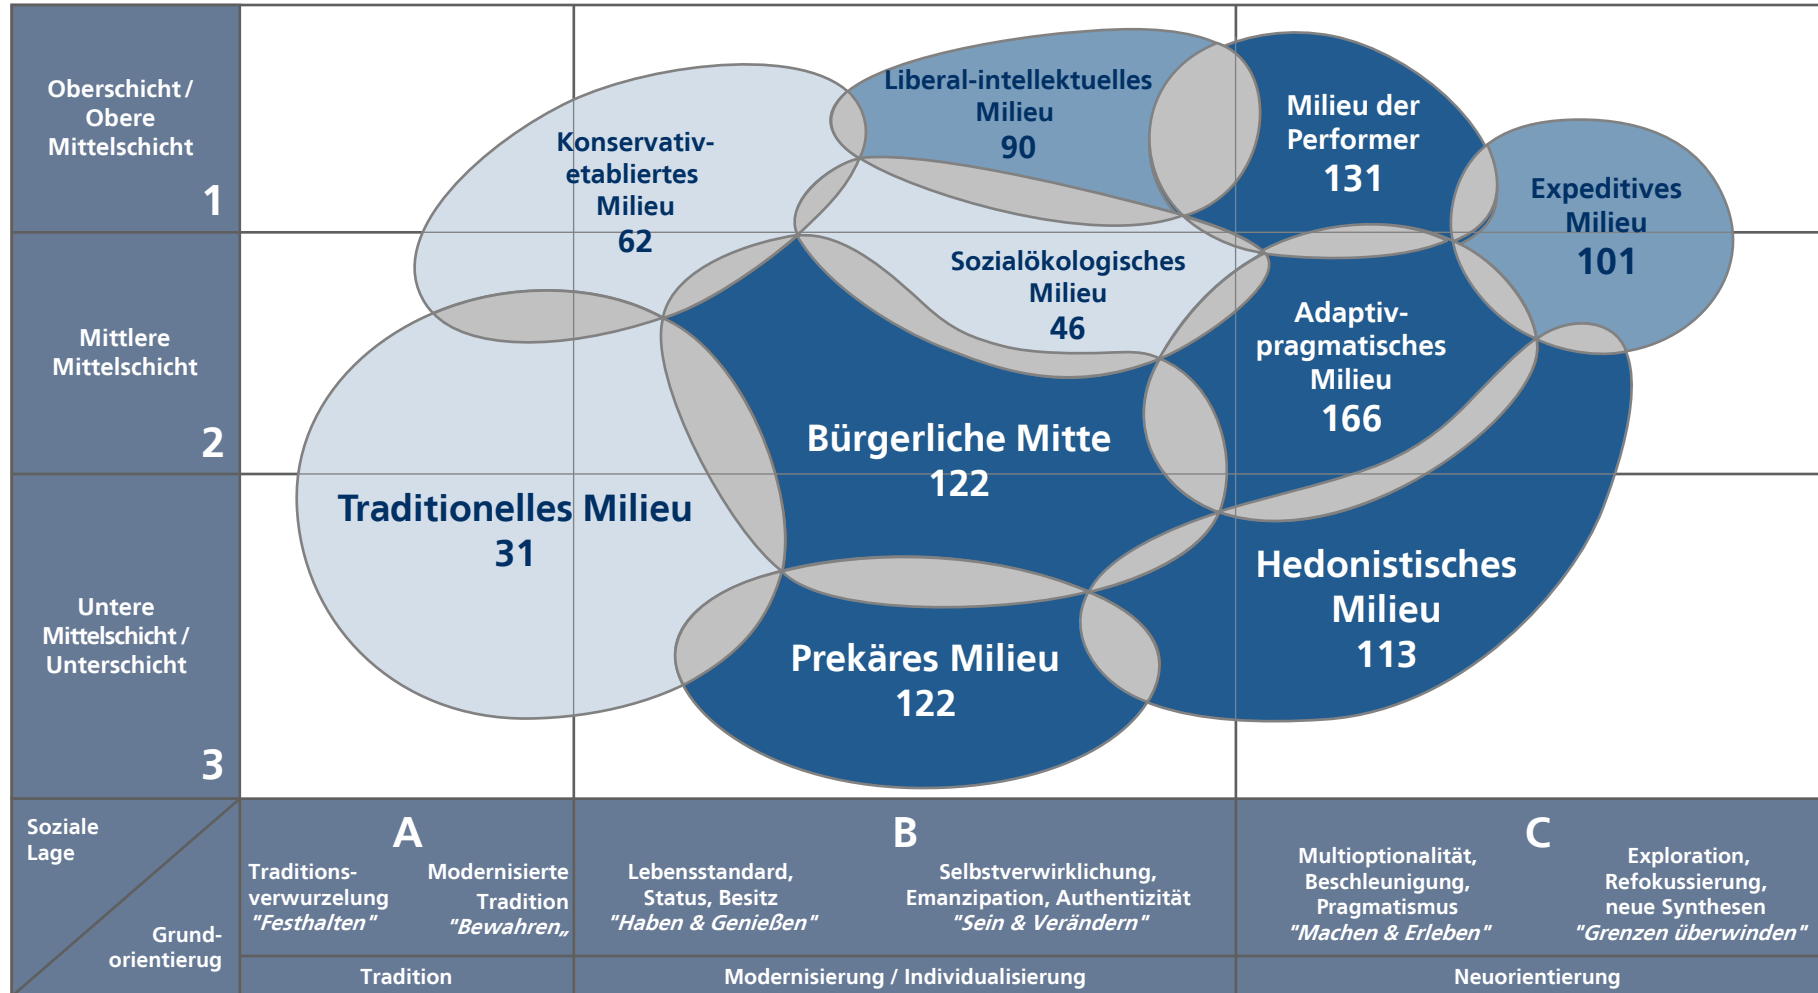 Oberschicht /
Obere
Mittelschicht
1
Mittlere
Mittelschicht
2
Untere
Mittelschicht /
Unterschicht
3
Konservativ-
etabliertes
Milieu
62
Liberal-intellektuelles
Milieu
90
Milieu der
Performer
131
Expeditives
Milieu
101
Sozialökologisches
Milieu
46
Adaptiv-
pragmatisches
Milieu
166
Bürgerliche Mitte
122
Traditionelles Milieu
31
Hedonistisches
Milieu
113
Prekäres Milieu
122
Soziale
Lage
Grund-
orientierug
A
Traditions-
verwurzelung
"Festhalten"
Modernisierte
Tradition
"Bewahren„
B
Lebensstandard,
Status, Besitz
"Haben & Genießen"
Selbstverwirklichung,
Emanzipation, Authentizität
"Sein & Verändern"
C
Multioptionalität,
Beschleunigung,
Pragmatismus
"Machen & Erleben"
Exploration,
Refokussierung,
neue Synthesen
"Grenzen überwinden"
Tradition
Modernisierung / Individualisierung
Neuorientierung